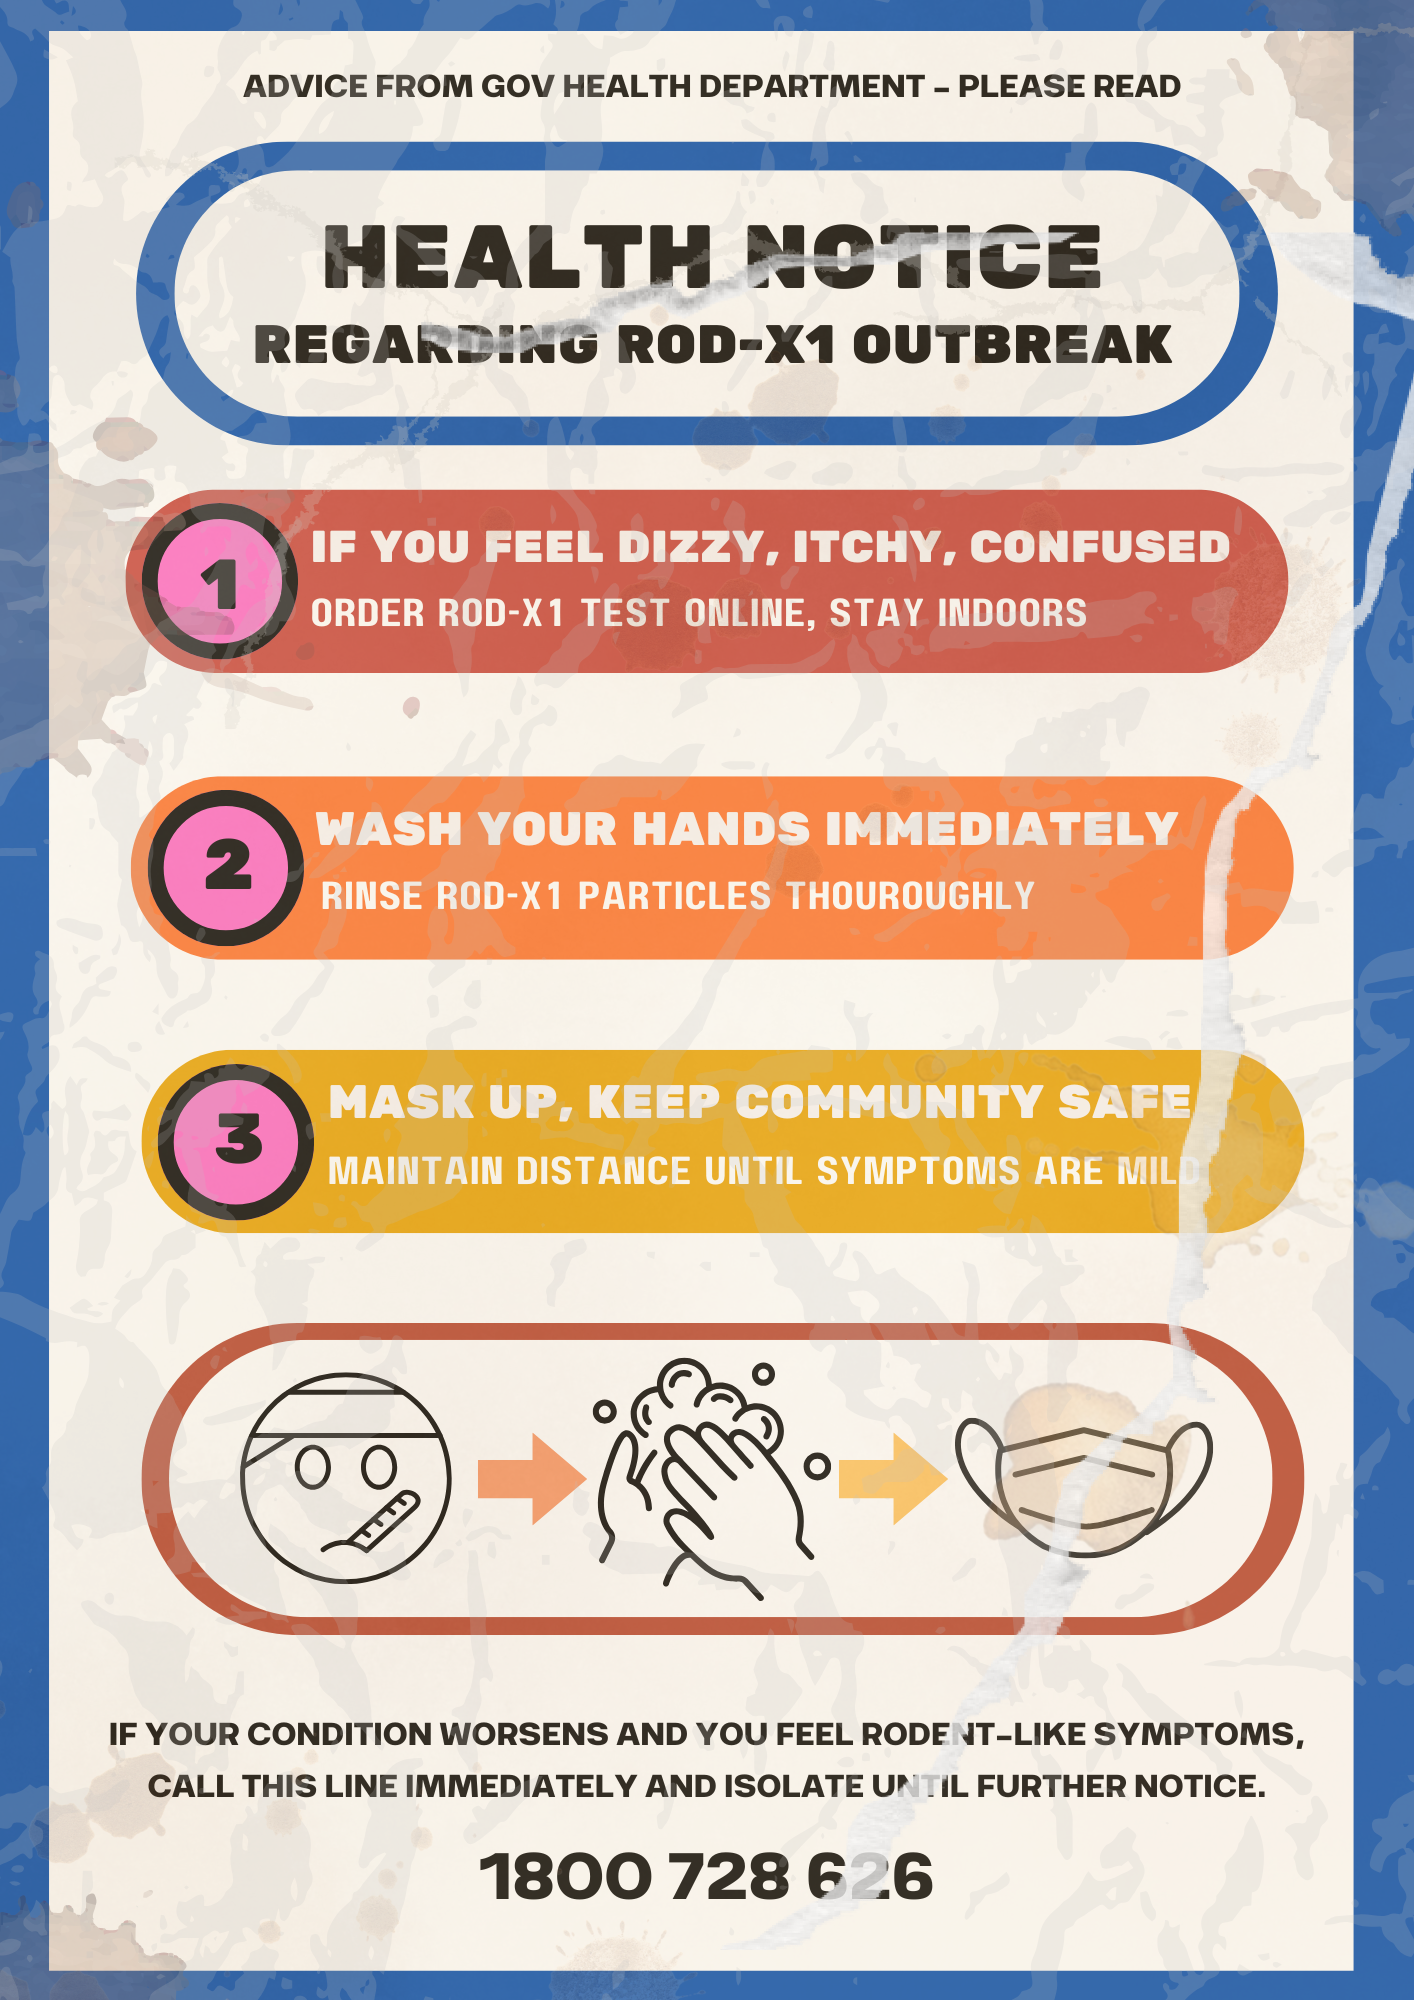 ADVICE FROM GOV HEALTH DEPARTMENT – PLEASE READ
HEALTH NOTICE
REGARDING ROD-X1 OUTBREAK
1
IF YOU FEEL DIZZY, ITCHY, CONFUSED
ORDER ROD-X1 TEST ONLINE, STAY INDOORS
2
WASH YOUR HANDS IMMEDIATELY
RINSE ROD-X1 PARTICLES THOUROUGHLY
3
MASK UP, KEEP COMMUNITY SAFE
MAINTAIN DISTANCE UNTIL SYMPTOMS ARE MILD
IF YOUR CONDITION WORSENS AND YOU FEEL RODENT-LIKE SYMPTOMS,
CALL THIS LINE IMMEDIATELY AND ISOLATE UNTIL FURTHER NOTICE.
1800 728 626